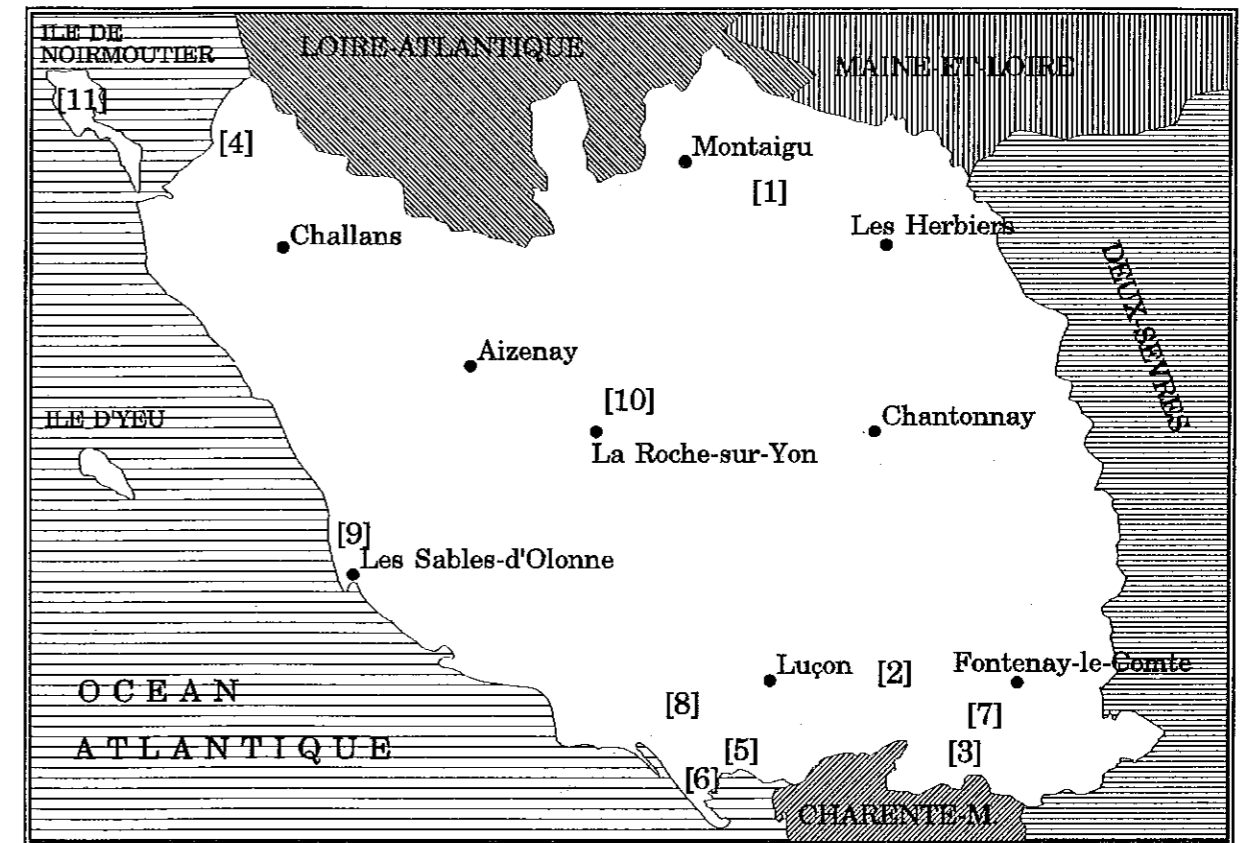 ILE DE
NOIRMOUTIER
LOIRE-ATLANTIQUE
MAINE-ET-LOIRE
[11]
[4]
Montaigu
[1]
Challans
Les Herbiers
DEUX-SEVRES
Aizenay
[10]
ILE D'YEU
Chantonnay
La Roche-sur-Yon
[9]
Les Sables-d'Olonne
Luçon
[2]
Fontenay-le-Comte
OCEAN
[8]
[7]
ATLANTIQUE
[5]
[3]
[6]
CHARENTE-M.